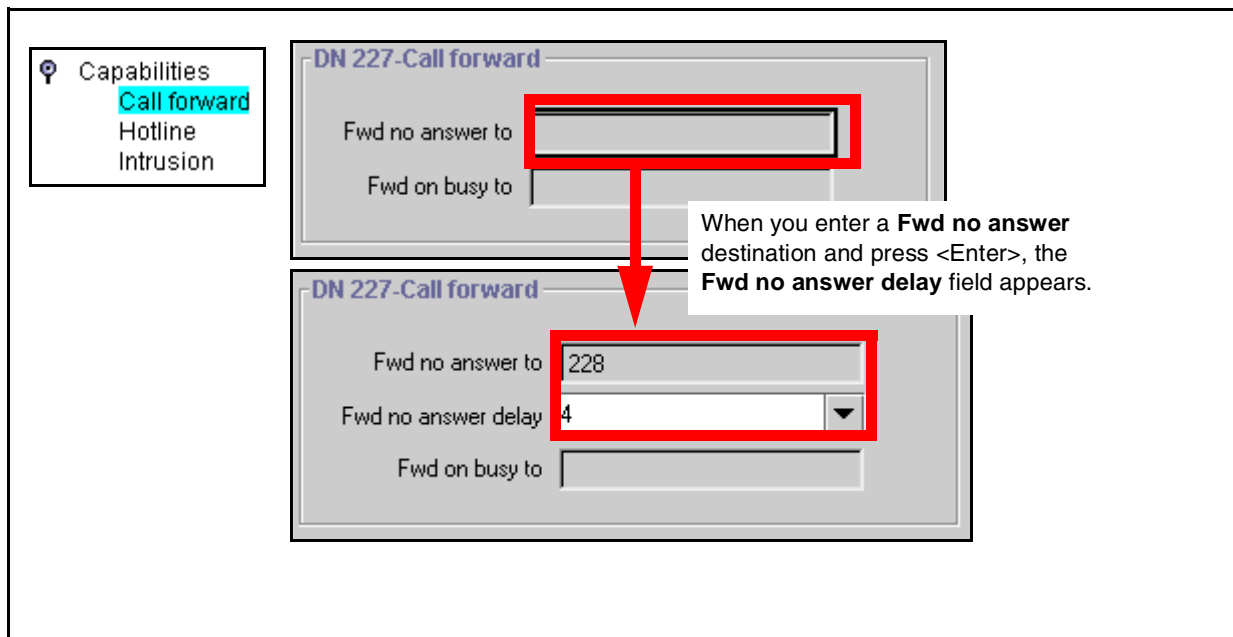 Capabilities
Call forward
Hotline
Intrusion
DN 227-Call forward
Fwd no answer to
Fwd on busy to
When you enter a Fwd no answer
destination and press <Enter>, the
Fwd no answer delay field appears.
DN 227-Call forward
Fwd no answer to 228
Fwd no answer delay 4
Fwd on busy to